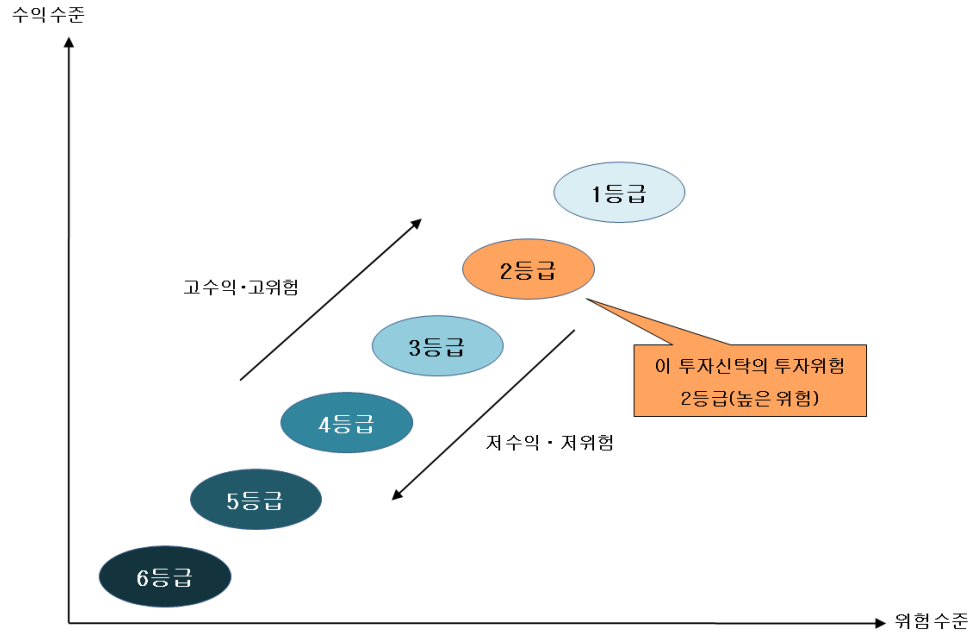 수익수준
1등급
2등급
고수익·고위험
3등급
이 투자신탁의 투자위험
2등급(높은 위험)
4등급
저수익 · 저위험
5등급
6등급
위험수준